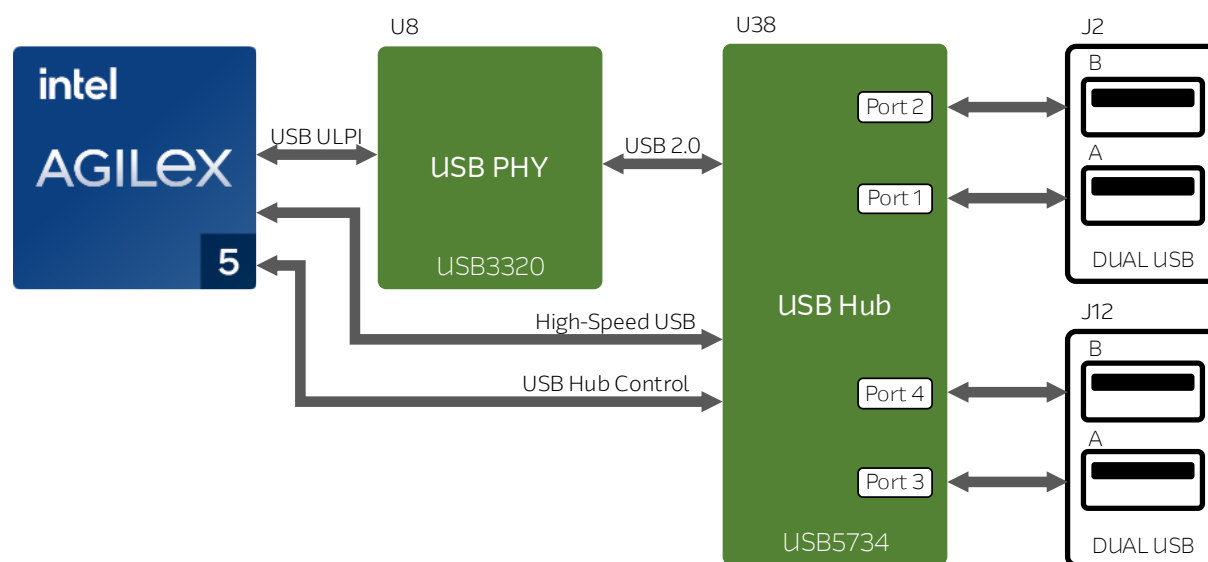 U8
U38
J2
intel
AGILEX
5
USB ULPI
USB PHY
USB3320
USB 2.0
High-Speed USB
USB Hub Control
USB Hub
USB5734
Port 2
Port 1
Port 4
Port 3
B
A
DUAL USB
J12
B
A
DUAL USB